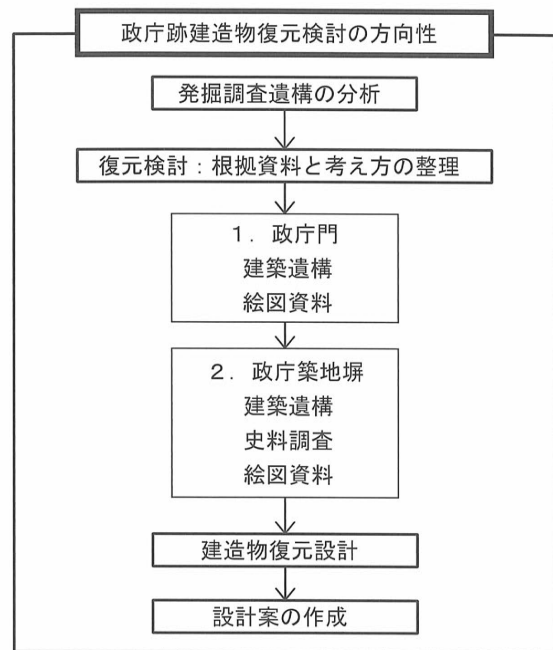 政庁跡建造物復元検討の方向性
発掘調査遺構の分析
復元検討：根拠資料と考え方の整理
１．政庁門
建築遺構
絵図資料
２．政庁築地塀
建築遺構
史料調査
絵図資料
建造物復元設計
設計案の作成